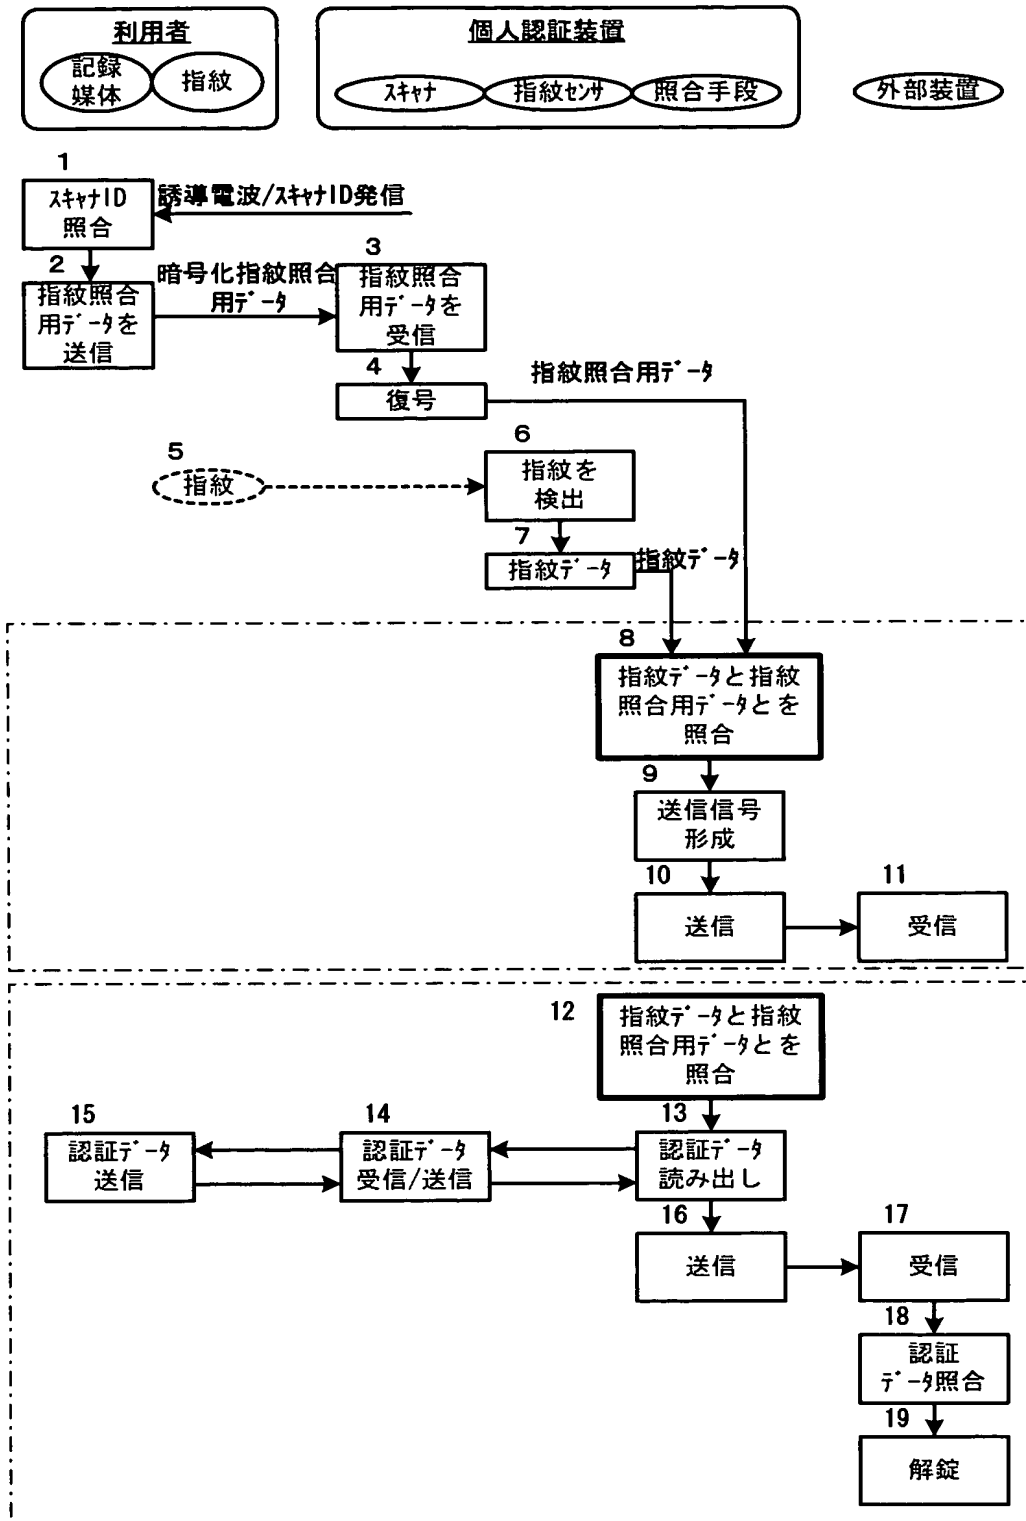 利用者
記録
媒体
指紋
個人認証装置
スキャナ
指紋センサ
照合手段
外部装置
1
スキャナID
照合
誘導電波/スキャナID発信
2
指紋照合
用データを
送信
暗号化指紋照合
用データ
3
指紋照合
用データを
受信
4
復号
指紋照合用データ
5
指紋
6
指紋を
検出
7
指紋データ
指紋データ
8
指紋データと指紋
照合用データとを
照合
9
送信信号
形成
10
送信
11
受信
12
指紋データと指紋
照合用データとを
照合
13
認証データ
読み出し
14
認証データ
受信/送信
15
認証データ
送信
16
送信
17
受信
18
認証
データ照合
19
解錠